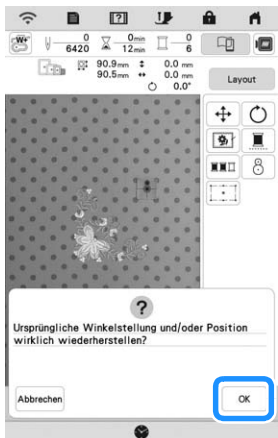 W+
0
6420
0min
12min
0
6
90.9mm
0.0 mm
90.5mm
0.0 mm
0.0°
Layout
?
Ursprüngliche Winkelstellung und/oder Position
wirklich wiederherstellen?
Abbrechen
OK